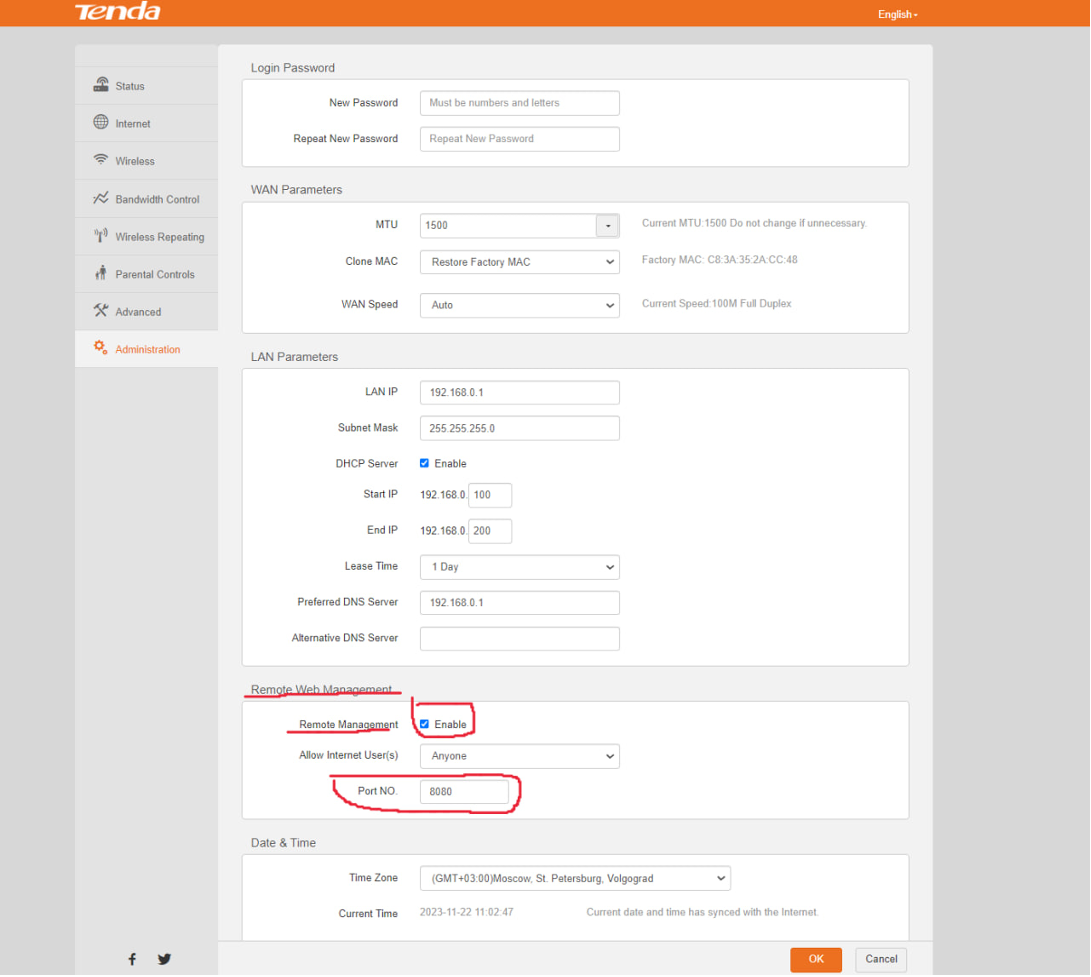 Tenda
English
Status
Internet
Wireless
Bandwidth Control
Wireless Repeating
Parental Controls
Advanced
Administration
Login Password
New Password Must be numbers and letters
Repeat New Password Repeat New Password
WAN Parameters
MTU 1500 Current MTU:1500 Do not change if unnecessary.
Clone MAC Restore Factory MAC Factory MAC: C8:3A:35:2A:CC:48
WAN Speed Auto Current Speed:100M Full Duplex
LAN Parameters
LAN IP 192.168.0.1
Subnet Mask 255.255.255.0
DHCP Server Enable
Start IP 192.168.0. 100
End IP 192.168.0. 200
Lease Time 1 Day
Preferred DNS Server 192.168.0.1
Alternative DNS Server
Remote Web Management
Remote Management Enable
Allow Internet User(s) Anyone
Port NO. 8080
Date & Time
Time Zone (GMT+03:00)Moscow, St. Petersburg, Volgograd
Current Time 2023-11-22 11:02:47 Current date and time has synced with the Internet.
OK Cancel